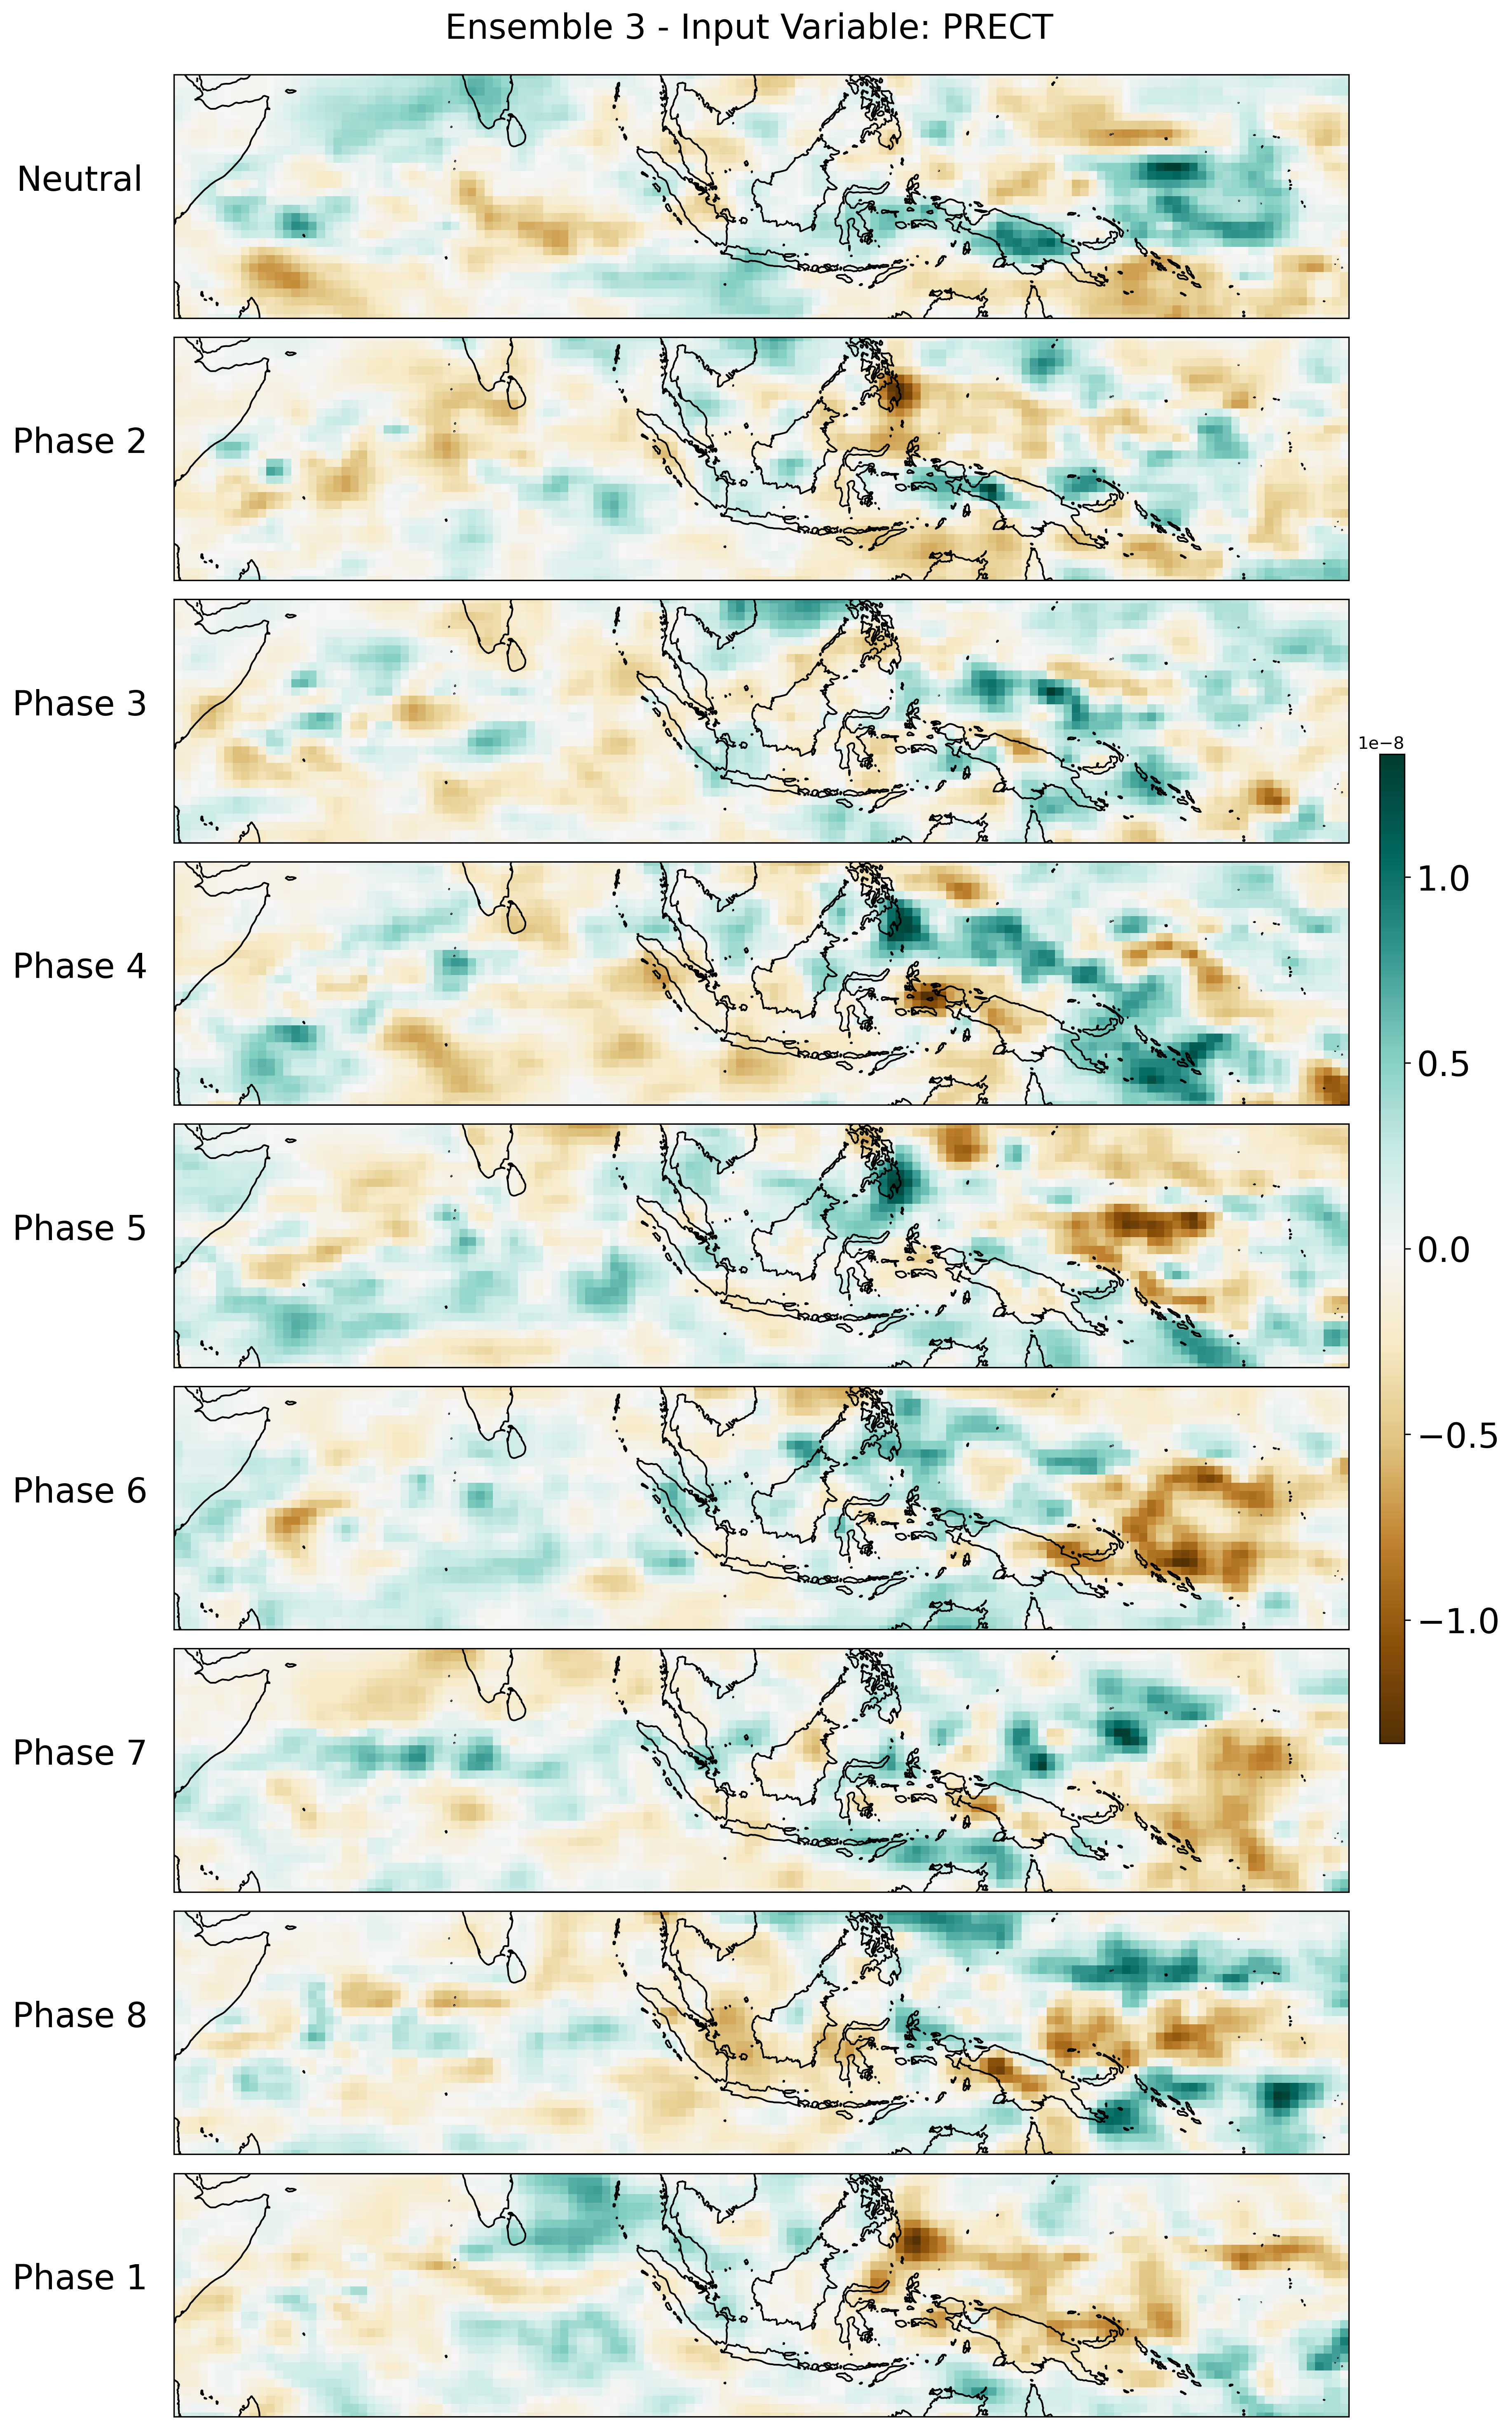 Ensemble 3 - Input Variable: PRECT
Neutral
Phase 2
Phase 3
Phase 4
Phase 5
Phase 6
Phase 7
Phase 8
Phase 1
1e−8
1.0
0.5
0.0
−0.5
−1.0